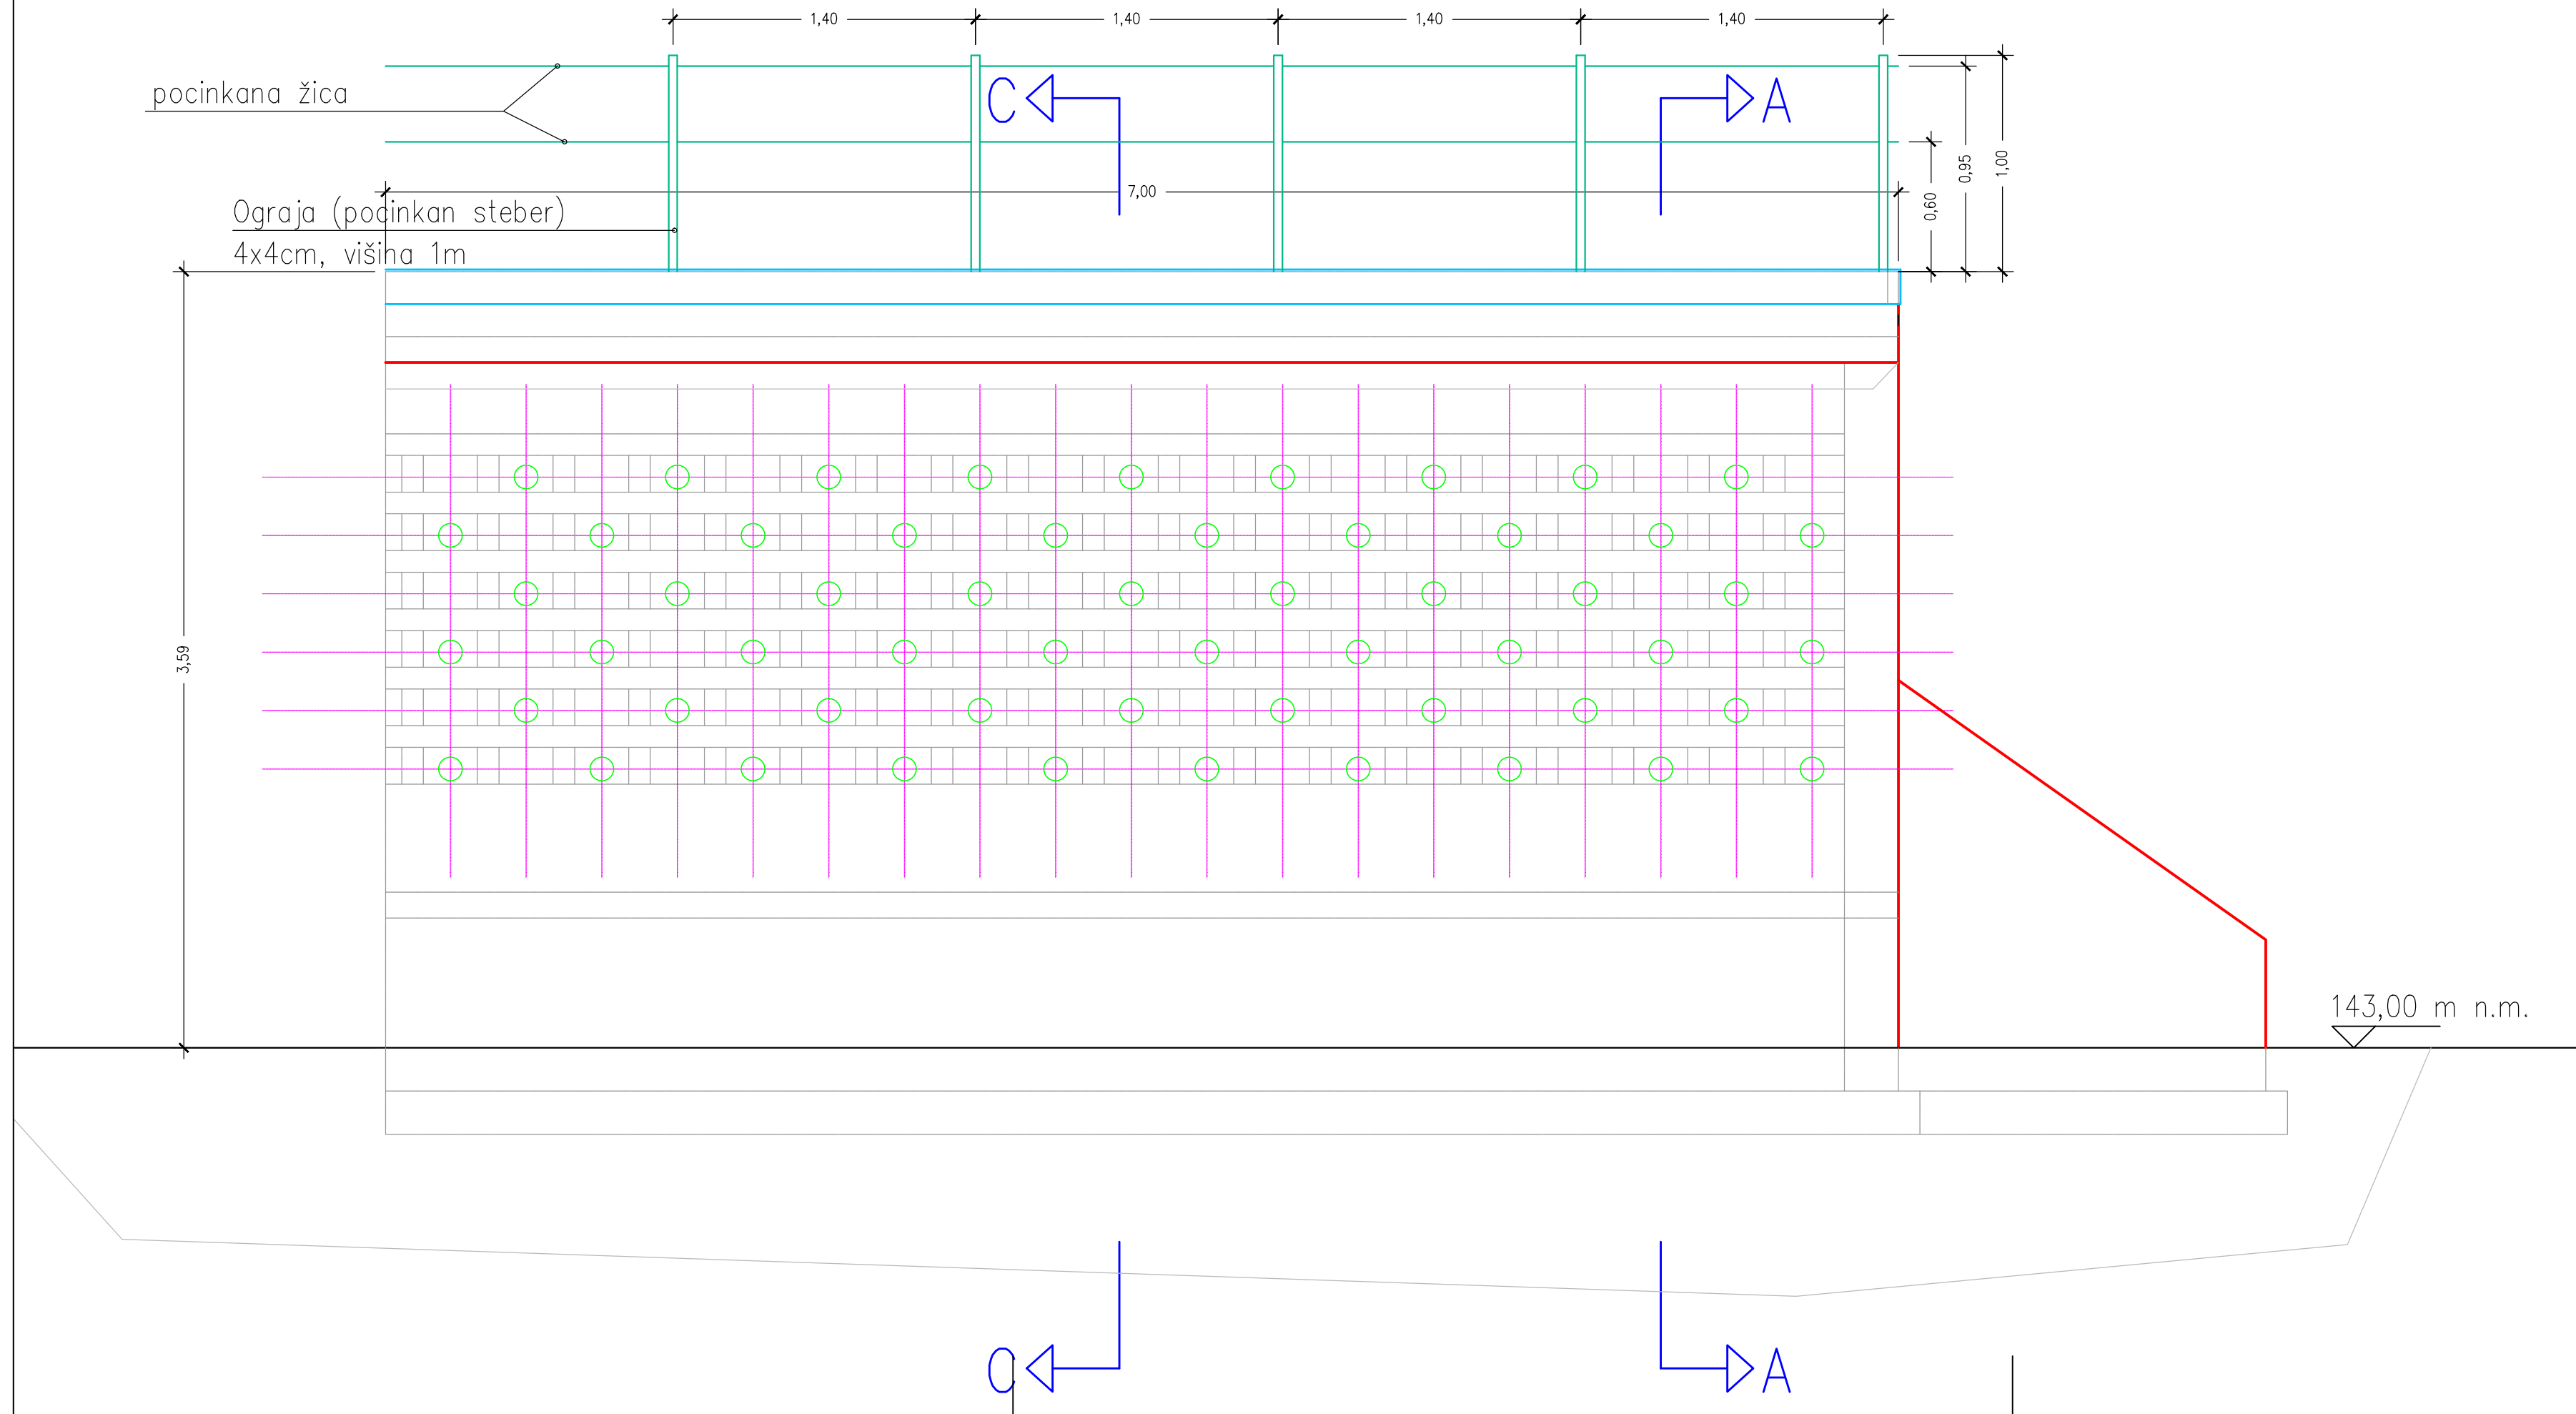 1,40 1,40 1,40 1,40
pocinkana žica
C A
7,00
0,60 0,95 1,00
Ograja (pocinkan steber)
4x4cm, višina 1m
3,59
143,00 m n.m.
C A